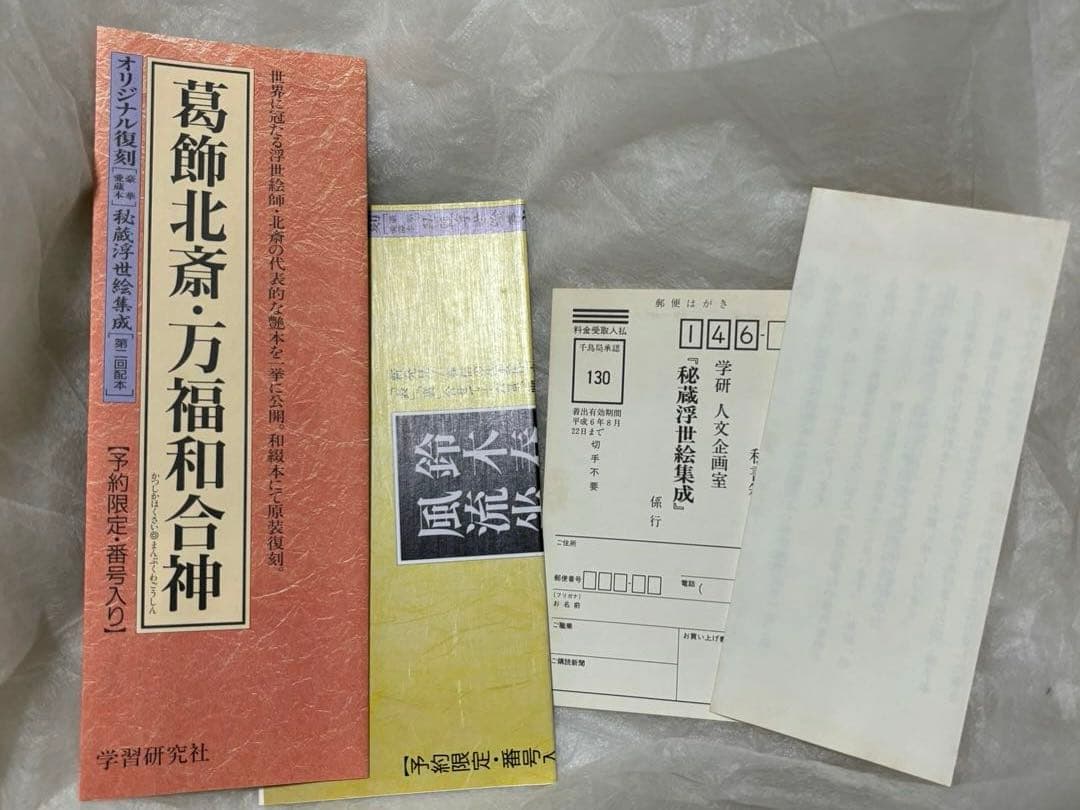 世界に冠たる浮世絵師・北斎の代表的な艶本を一挙に公開。和綴本にて原装復刻。
葛飾北斎・万福和合神
かつしかほくさい◎まんぷくわごうじん
オリジナル復刻[豪華愛蔵本]秘蔵浮世絵集成[第二回配本]
【予約限定・番号入り】
学習研究社
鈴木
風流
【予約限定・番号入
郵便はがき
料金受取人払
千鳥局承認
130
差出有効期間
平成6年8月
22日まで
切手不要
146-
学研 人文企画室
『秘蔵浮世絵集成』
係行
ご住所
郵便番号
電話 (
(フリガナ)
お名前
ご職業
お買い上げ
ご購読新聞